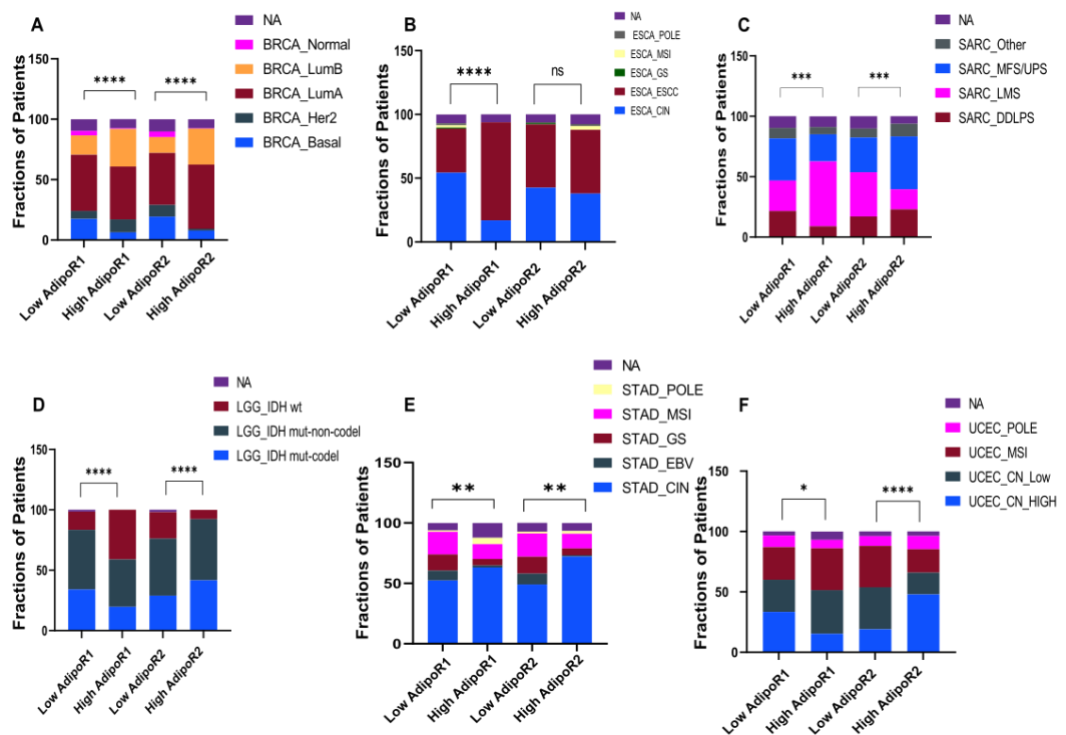 A
NA
BRCA_Normal
BRCA_LumB
BRCA_LumA
BRCA_Her2
BRCA_Basal
Fractions of Patients
150
100
50
0
****
****
Low AdipoR1
High AdipoR1
Low AdipoR2
High AdipoR2
B
NA
ESCA_POLE
ESCA_MSI
ESCA_GS
ESCA_ESCC
ESCA_CIN
Fractions of Patients
150
100
50
0
****
ns
Low AdipoR1
High AdipoR1
Low AdipoR2
High AdipoR2
C
NA
SARC_Other
SARC_MFS/UPS
SARC_LMS
SARC_DDLPS
Fractions of Patients
150
100
50
0
***
***
Low AdipoR1
High AdipoR1
Low AdipoR2
High AdipoR2
D
NA
LGG_IDH wt
LGG_IDH mut-non-codel
LGG_IDH mut-codel
Fractions of Patients
150
100
50
0
****
****
Low AdipoR1
High AdipoR1
Low AdipoR2
High AdipoR2
E
NA
STAD_POLE
STAD_MSI
STAD_GS
STAD_EBV
STAD_CIN
Fractions of Patients
150
100
50
0
**
**
Low AdipoR1
High AdipoR1
Low AdipoR2
High AdipoR2
F
NA
UCEC_POLE
UCEC_MSI
UCEC_CN_Low
UCEC_CN_HIGH
Fractions of Patients
150
100
50
0
*
****
Low AdipoR1
High AdipoR1
Low AdipoR2
High AdipoR2